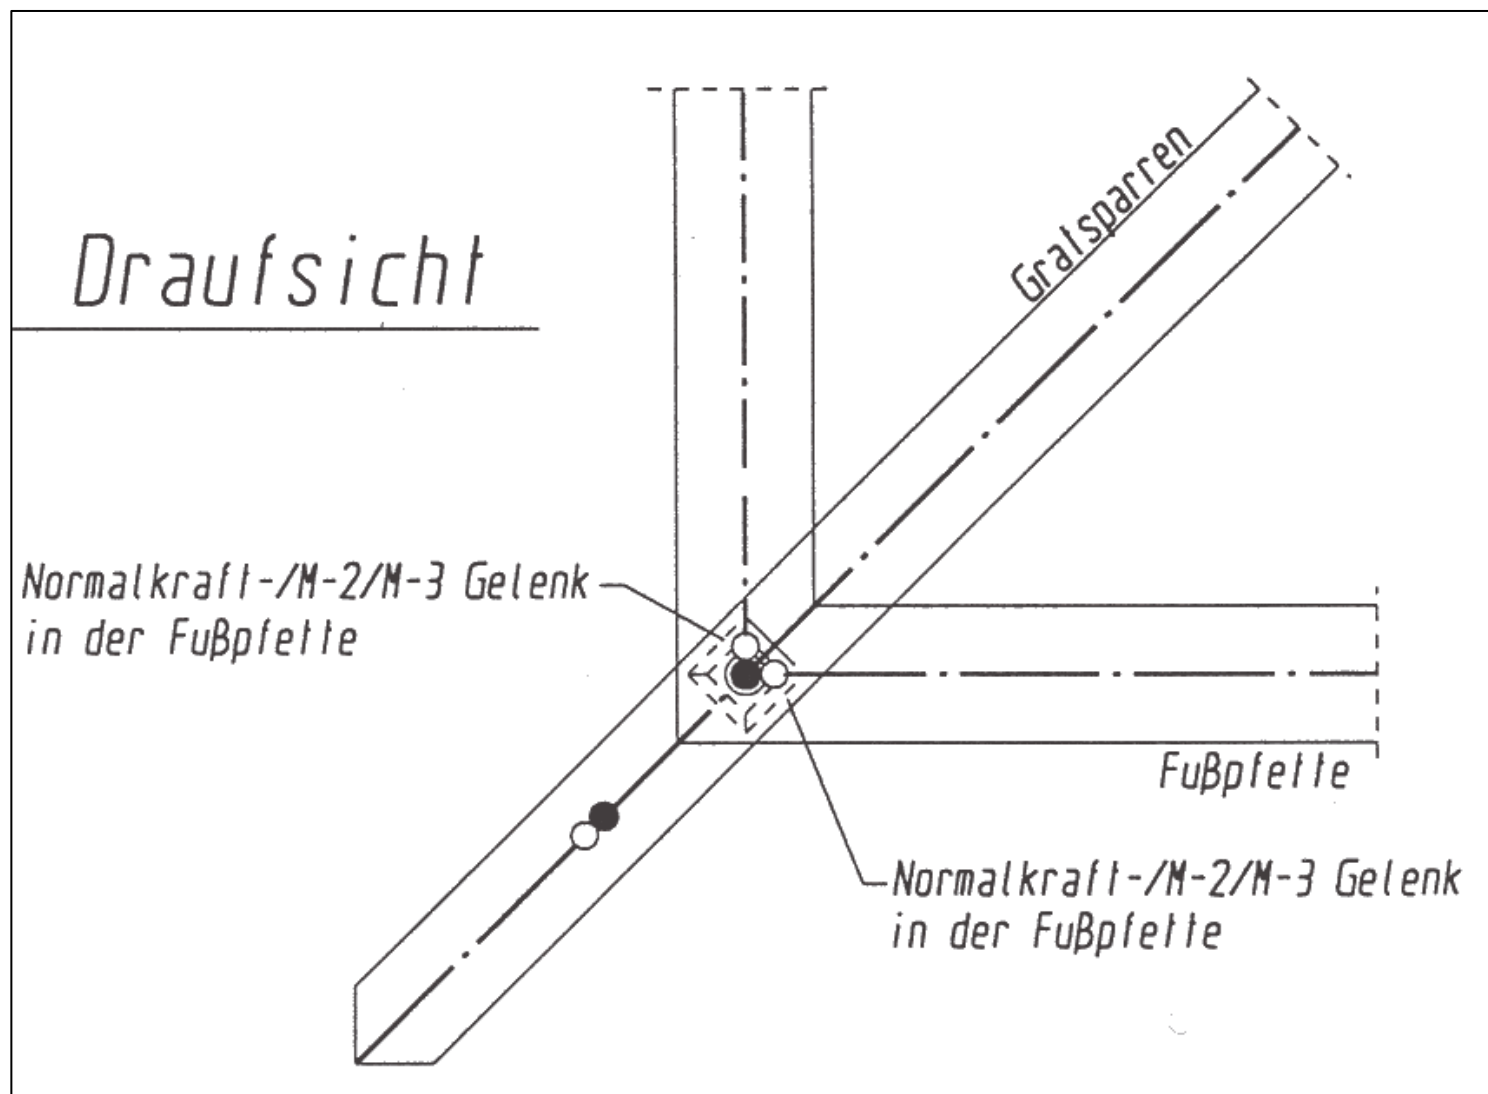 Draufsicht
Gratsparren
Normalkraft-/M-2/M-3 Gelenk
in der Fußpfette
Fußpfette
Normalkraft-/M-2/M-3 Gelenk
in der Fußpfette